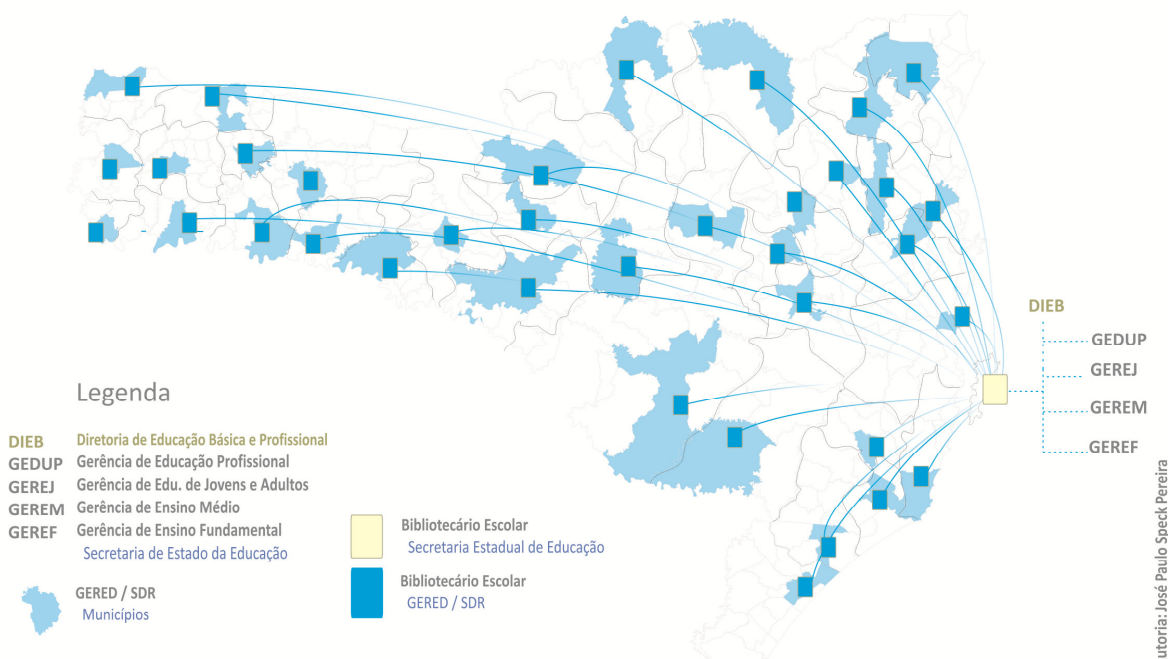 DIEB
GEDUP
GEREJ
GEREM
GEREF
Legenda
DIEB Diretoria de Educação Básica e Profissional
GEDUP Gerência de Educação Profissional
GEREJ Gerência de Edu. de Jovens e Adultos
GEREM Gerência de Ensino Médio
GEREF Gerência de Ensino Fundamental
Secretaria de Estado da Educação
GERED / SDR
Municípios
Bibliotecário Escolar
Secretaria Estadual de Educação
Bibliotecário Escolar
GERED / SDR
utoria: José Paulo Speck Pereira